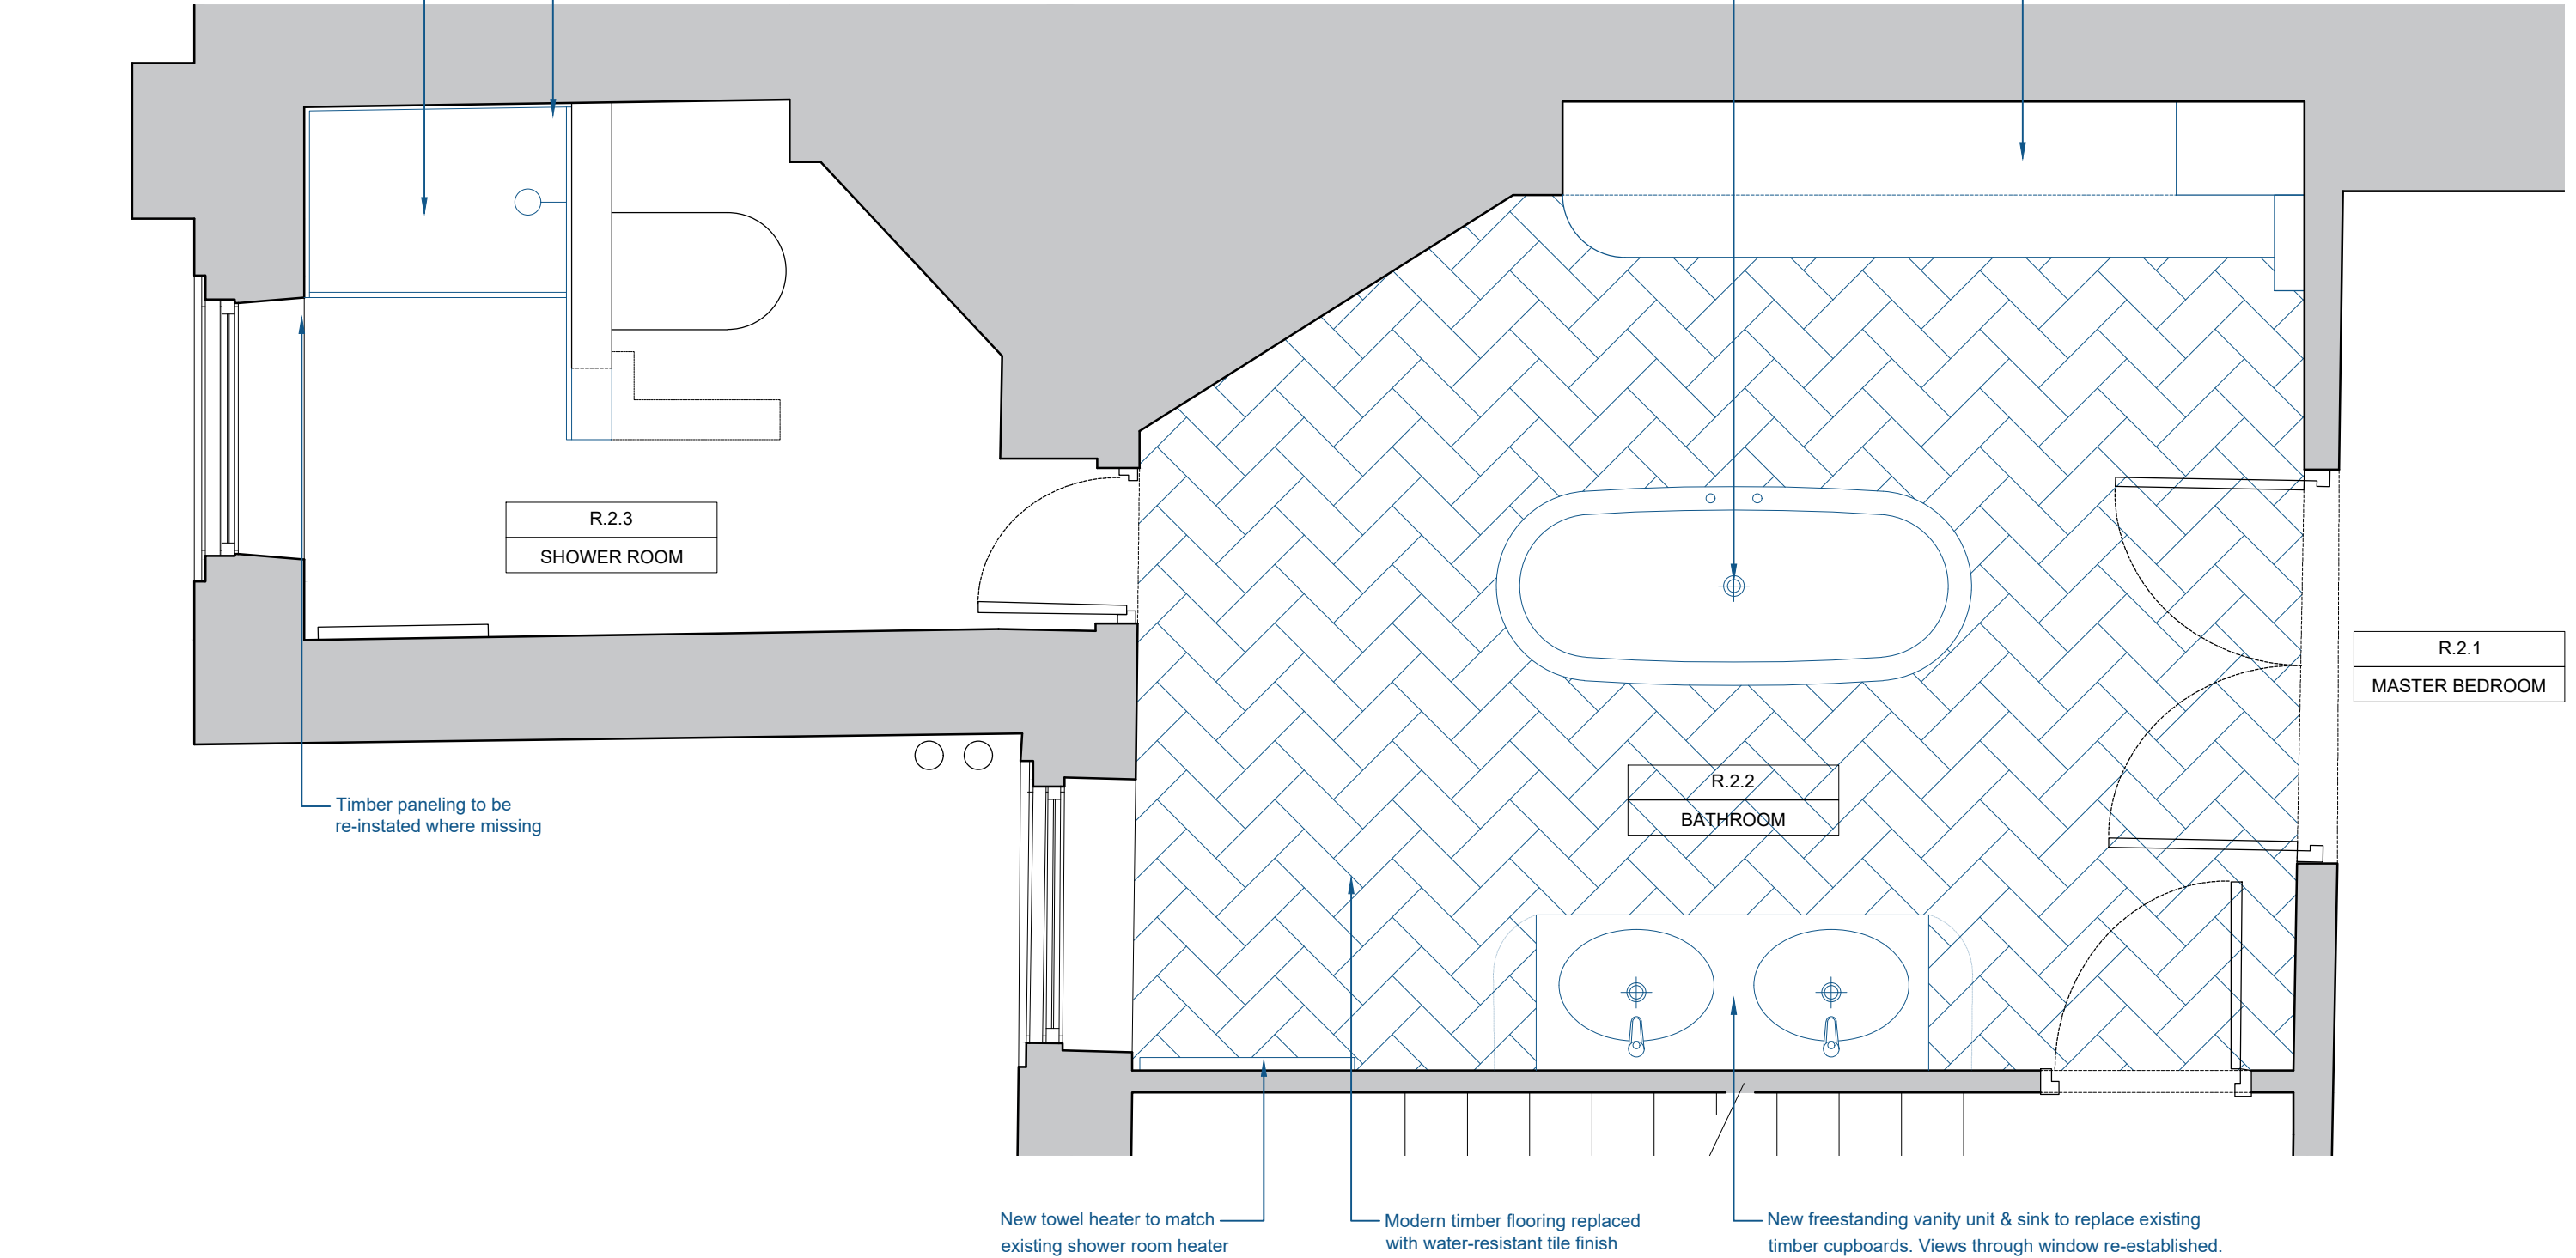 R.2.3
SHOWER ROOM
R.2.1
MASTER BEDROOM
R.2.2
BATHROOM
Timber paneling to be
re-instated where missing
New towel heater to match
existing shower room heater
Modern timber flooring replaced
with water-resistant tile finish
New freestanding vanity unit & sink to replace existing
timber cupboards. Views through window re-established.